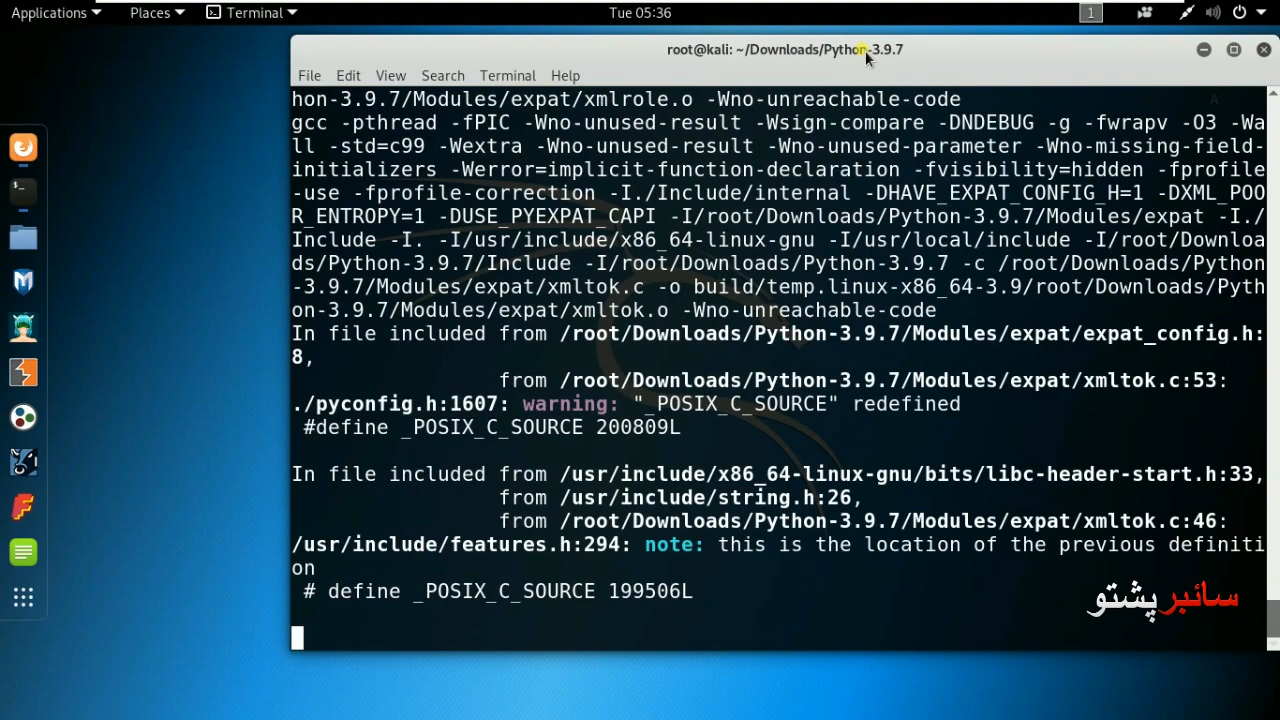 Applications Places Terminal Tue 05:36 1
root@kali: ~/Downloads/Python-3.9.7
File Edit View Search Terminal Help
hon-3.9.7/Modules/expat/xmlrole.o -Wno-unreachable-code
gcc -pthread -fPIC -Wno-unused-result -Wsign-compare -DNDEBUG -g -fwrapv -O3 -Wa
ll -std=c99 -Wextra -Wno-unused-result -Wno-unused-parameter -Wno-missing-field-
initializers -Werror=implicit-function-declaration -fvisibility=hidden -fprofile
-use -fprofile-correction -I./Include/internal -DHAVE_EXPAT_CONFIG_H=1 -DXML_POO
R_ENTROPY=1 -DUSE_PYEXPAT_CAPI -I/root/Downloads/Python-3.9.7/Modules/expat -I./
Include -I. -I/usr/include/x86_64-linux-gnu -I/usr/local/include -I/root/Downloa
ds/Python-3.9.7/Include -I/root/Downloads/Python-3.9.7 -c /root/Downloads/Python
-3.9.7/Modules/expat/xmltok.c -o build/temp.linux-x86_64-3.9/root/Downloads/Pyth
on-3.9.7/Modules/expat/xmltok.o -Wno-unreachable-code
In file included from /root/Downloads/Python-3.9.7/Modules/expat/expat_config.h:
8,
from /root/Downloads/Python-3.9.7/Modules/expat/xmltok.c:53:
./pyconfig.h:1607: warning: "_POSIX_C_SOURCE" redefined
#define _POSIX_C_SOURCE 200809L
In file included from /usr/include/x86_64-linux-gnu/bits/libc-header-start.h:33,
from /usr/include/string.h:26,
from /root/Downloads/Python-3.9.7/Modules/expat/xmltok.c:46:
/usr/include/features.h:294: note: this is the location of the previous definiti
on
# define _POSIX_C_SOURCE 199506L
سائبر پشتو